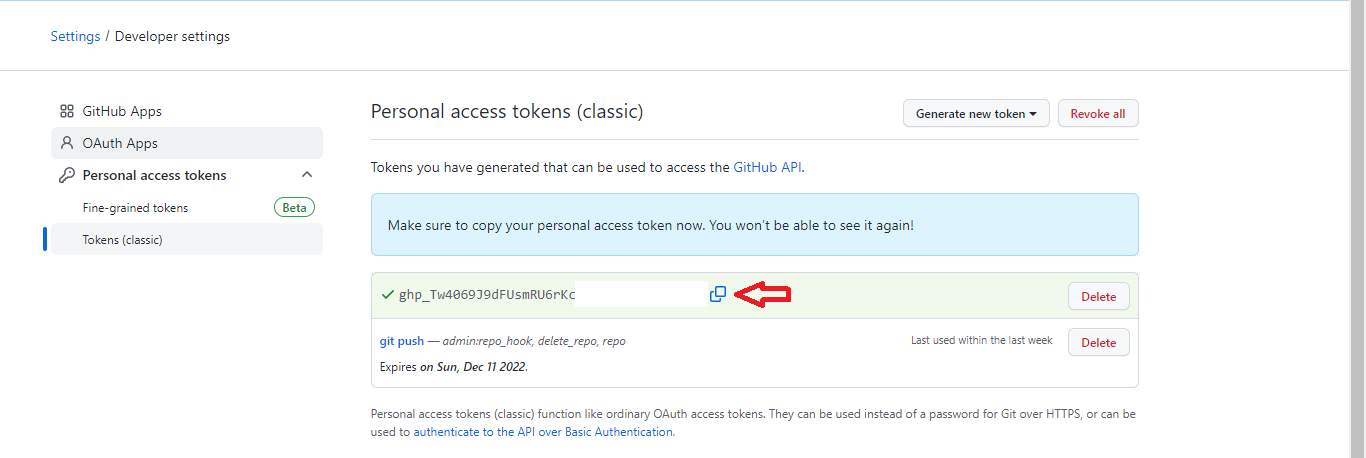 Settings / Developer settings
GitHub Apps
OAuth Apps
Personal access tokens
Fine-grained tokens Beta
Tokens (classic)
Personal access tokens (classic)
Generate new token Revoke all
Tokens you have generated that can be used to access the GitHub API.
Make sure to copy your personal access token now. You won't be able to see it again!
ghp_Tw4069J9dFUsmRU6rKc Delete
git push — admin:repo_hook, delete_repo, repo Last used within the last week Delete
Expires on Sun, Dec 11 2022.
Personal access tokens (classic) function like ordinary OAuth access tokens. They can be used instead of a password for Git over HTTPS, or can be
used to authenticate to the API over Basic Authentication.